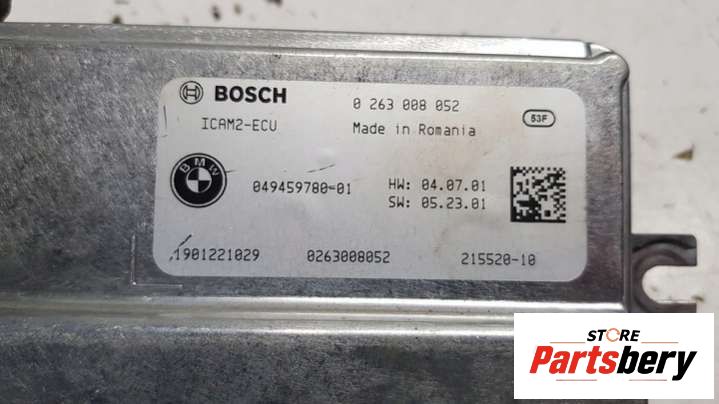 BOSCH 0 263 008 052
ICAM2-ECU Made in Romania 53F
BMW 049459780-01 HW: 04.07.01
SW: 05.23.01
1901221029 0263008052 215520-10
STORE
Partsbery